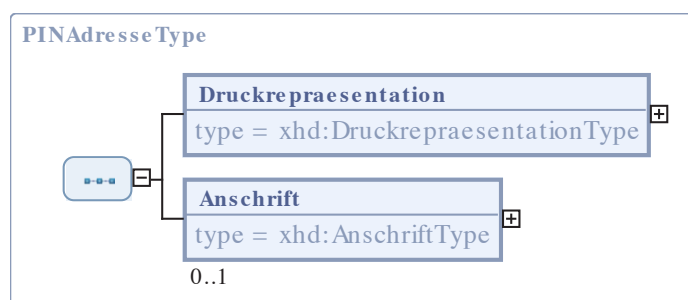 PINAdresseType
Druckrepraesentation
type = xhd:DruckrepraesentationType
Anschrift
type = xhd:AnschriftType
0..1